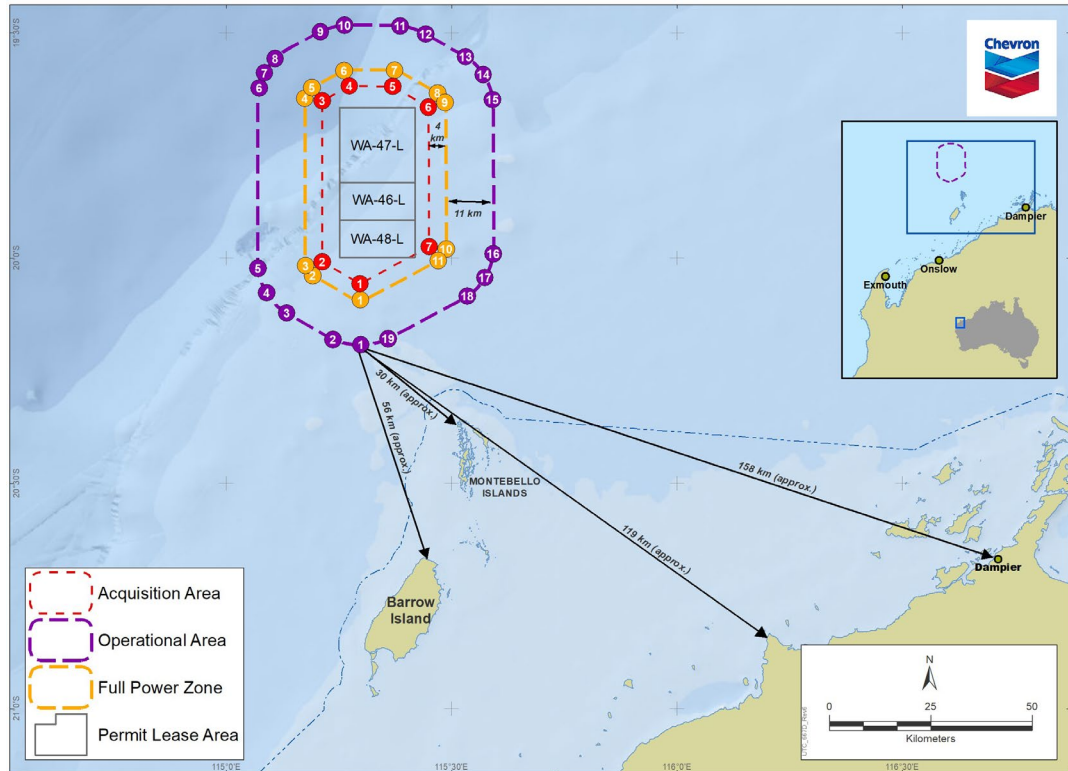 19°30'S
20°0'S
20°30'S
21°0'S
115°0'E
115°30'E
116°0'E
116°30'E
Chevron
1
2
3
4
5
6
7
8
9
10
11
12
13
14
15
16
17
18
19
1
2
3
4
5
6
7
8
9
10
11
1
2
3
4
5
6
7
WA-47-L
WA-46-L
WA-48-L
4
km
11 km
30 km (approx.)
56 km (approx.)
158 km (approx.)
119 km (approx.)
MONTEBELLO
ISLANDS
Barrow
Island
Dampier
Dampier
Onslow
Exmouth
Acquisition Area
Operational Area
Full Power Zone
Permit Lease Area
N
0
25
50
Kilometers